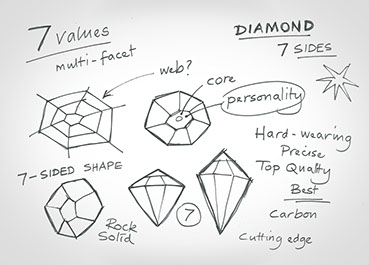 7 values
multi-facet
DIAMOND
7 SIDES
web?
core
personality
Hard-wearing
Precise
Top Quality
Best
Carbon
Cutting edge
7-SIDED SHAPE
Rock
Solid
7